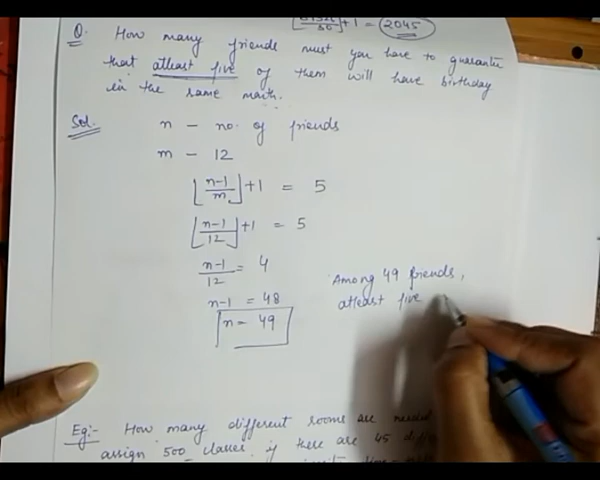 +1 = 2045
Q. How many friends must you have to guarante
that atleast five of them will have birthday
in the same month.
Sol. n - no. of friends
m - 12
⌊n-1/m⌋ +1 = 5
⌊n-1/12⌋ +1 = 5
n-1/12 = 4
n-1 = 48
n = 49
Among 49 friends,
atleast five
Eg:- How many different rooms are
assign 500 classes if there are 45